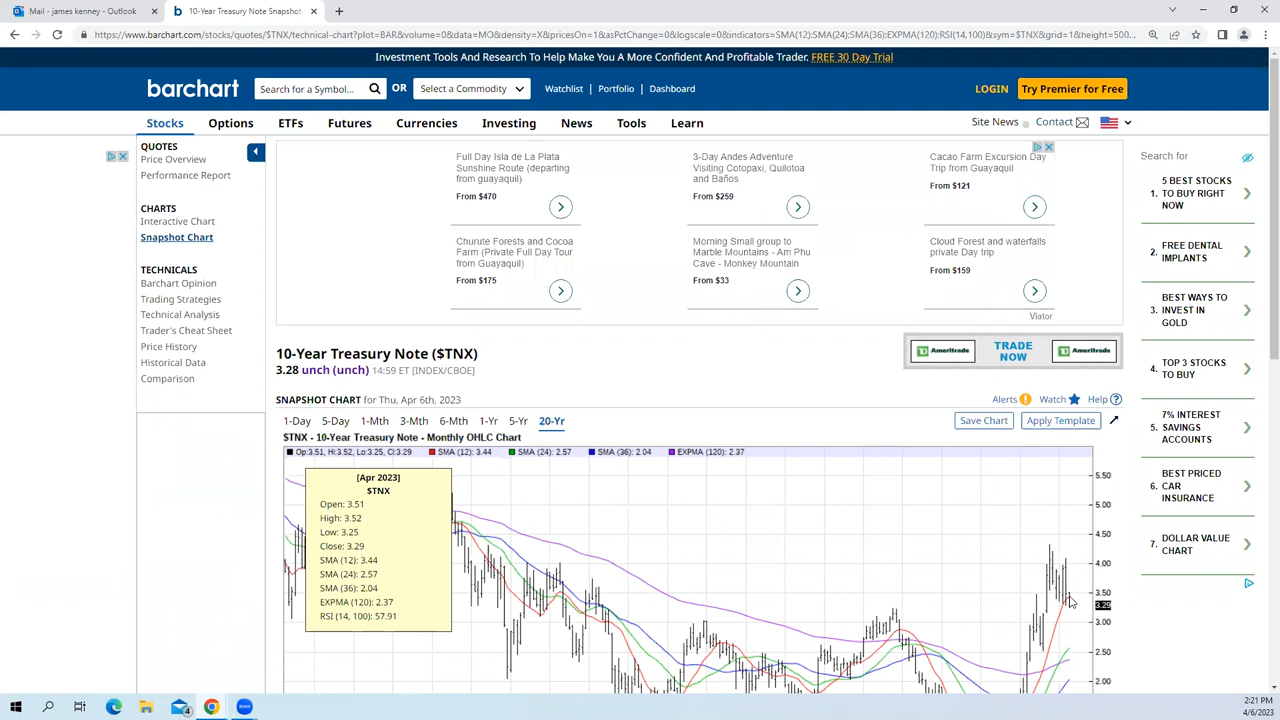 Mail - james kenney - Outlook
10-Year Treasury Note Snapshot
https://www.barchart.com/stocks/quotes/$TNX/technical-chart?plot=BAR&volume=0&data=MO&density=X&pricesOn=1&asPctChange=0&logscale=0&indicators=SMA(12);SMA(24);SMA(36);EXPMA(120);RSI(14,100)&sym=$TNX&grid=1&height=500...
Investment Tools And Research To Help Make You A More Confident And Profitable Trader. FREE 30 Day Trial
barchart
Search for a Symbol...
OR
Select a Commodity
Watchlist
Portfolio
Dashboard
LOGIN
Try Premier for Free
Stocks
Options
ETFs
Futures
Currencies
Investing
News
Tools
Learn
Site News
Contact
QUOTES
Price Overview
Performance Report
CHARTS
Interactive Chart
Snapshot Chart
TECHNICALS
Barchart Opinion
Trading Strategies
Technical Analysis
Trader's Cheat Sheet
Price History
Historical Data
Comparison
Full Day Isla de La Plata
Sunshine Route (departing
from guayaquil)
From $470
3-Day Andes Adventure
Visiting Cotopaxi, Quilotoa
and Baños
From $259
Cacao Farm Excursion Day
Trip from Guayaquil
From $121
Churute Forests and Cocoa
Farm (Private Full Day Tour
from Guayaquil)
From $175
Morning Small group to
Marble Mountains - Am Phu
Cave - Monkey Mountain
From $33
Cloud Forest and waterfalls
private Day trip
From $159
Viator
Search for
1. 5 BEST STOCKS
TO BUY RIGHT
NOW
2. FREE DENTAL
IMPLANTS
3. BEST WAYS TO
INVEST IN
GOLD
4. TOP 3 STOCKS
TO BUY
5. 7% INTEREST
SAVINGS
ACCOUNTS
6. BEST PRICED
CAR
INSURANCE
7. DOLLAR VALUE
CHART
10-Year Treasury Note ($TNX)
3.28 unch (unch) 14:59 ET [INDEX/CBOE]
Ameritrade
TRADE
NOW
Ameritrade
SNAPSHOT CHART for Thu, Apr 6th, 2023
Alerts
Watch
Help
1-Day
5-Day
1-Mth
3-Mth
6-Mth
1-Yr
5-Yr
20-Yr
Save Chart
Apply Template
$TNX - 10-Year Treasury Note - Monthly OHLC Chart
Op:3.51, Hi:3.52, Lo:3.25, Cl:3.29
SMA (12): 3.44
SMA (24): 2.57
SMA (36): 2.04
EXPMA (120): 2.37
[Apr 2023]
$TNX
Open: 3.51
High: 3.52
Low: 3.25
Close: 3.29
SMA (12): 3.44
SMA (24): 2.57
SMA (36): 2.04
EXPMA (120): 2.37
RSI (14, 100): 57.91
5.50
5.00
4.50
4.00
3.50
3.29
3.00
2.50
2.00
4
zoom
2:21 PM
4/6/2023